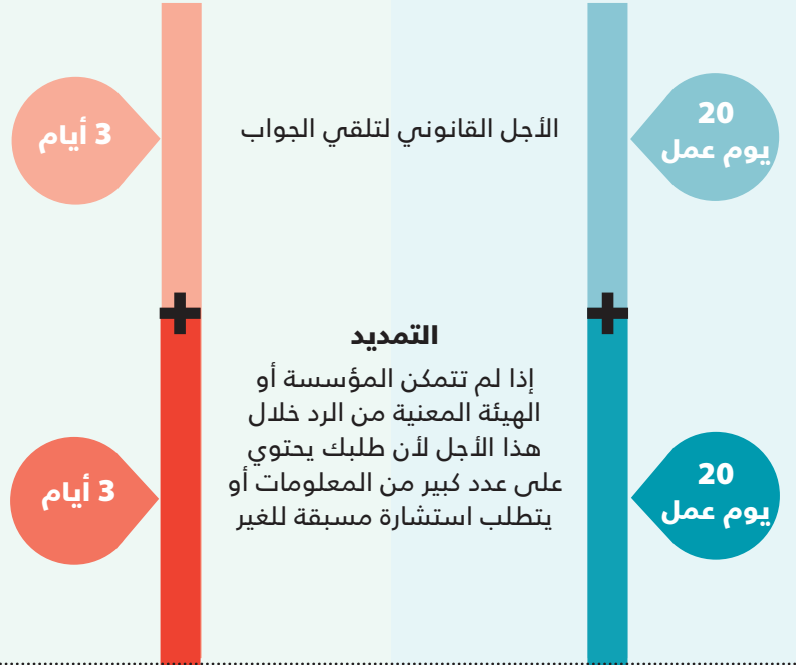 20
يوم عمل
الأجل القانوني لتلقي الجواب
3 أيام
التمديد
إذا لم تتمكن المؤسسة أو
الهيئة المعنية من الرد خلال
هذا الأجل لأن طلبك يحتوي
على عدد كبير من المعلومات أو
يتطلب استشارة مسبقة للغير
20
يوم عمل
3 أيام